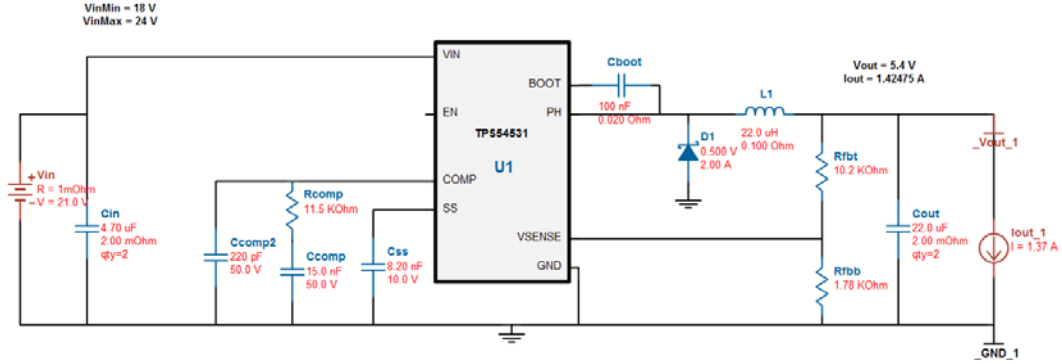 VinMin = 18 V
VinMax = 24 V
Vout = 5.4 V
Iout = 1.42475 A
VIN
BOOT
EN
PH
TPS54531
U1
COMP
SS
VSENSE
GND
Cboot
100 nF
0.020 Ohm
L1
22.0 uH
0.100 Ohm
D1
0.500 V
2.00 A
Rfbt
10.2 KOhm
_Vout_1
Vin
R = 1mOhm
V = 21.0 V
Cin
4.70 uF
2.00 mOhm
qty=2
Rcomp
11.5 KOhm
Ccomp2
220 pF
50.0 V
Ccomp
15.0 nF
50.0 V
Css
8.20 nF
10.0 V
Rfbb
1.78 KOhm
Cout
22.0 uF
2.00 mOhm
qty=2
Iout_1
I = 1.37 A
_GND_1